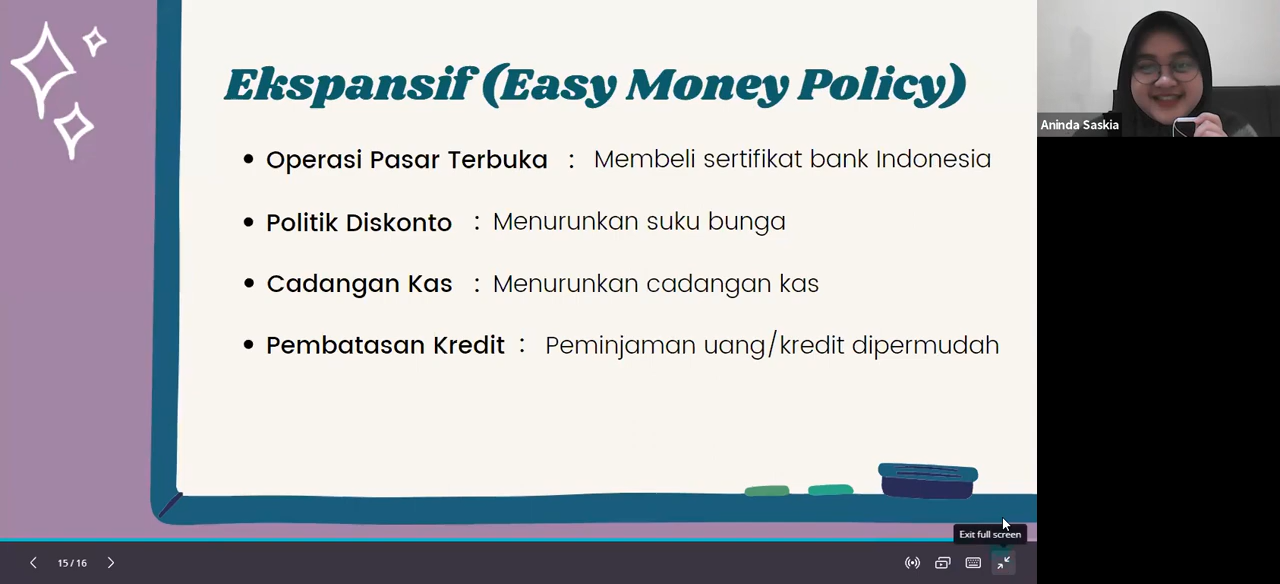 Ekspansif (Easy Money Policy)
• Operasi Pasar Terbuka : Membeli sertifikat bank Indonesia
• Politik Diskonto : Menurunkan suku bunga
• Cadangan Kas : Menurunkan cadangan kas
• Pembatasan Kredit : Peminjaman uang/kredit dipermudah
Aninda Saskia
Exit full screen
15 / 16